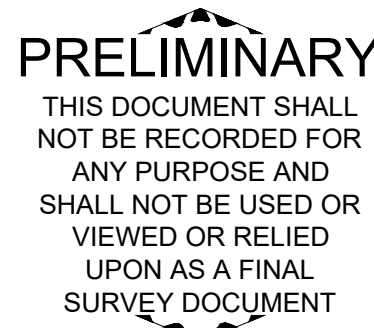 PRELIMINARY
THIS DOCUMENT SHALL
NOT BE RECORDED FOR
ANY PURPOSE AND
SHALL NOT BE USED OR
VIEWED OR RELIED
UPON AS A FINAL
SURVEY DOCUMENT